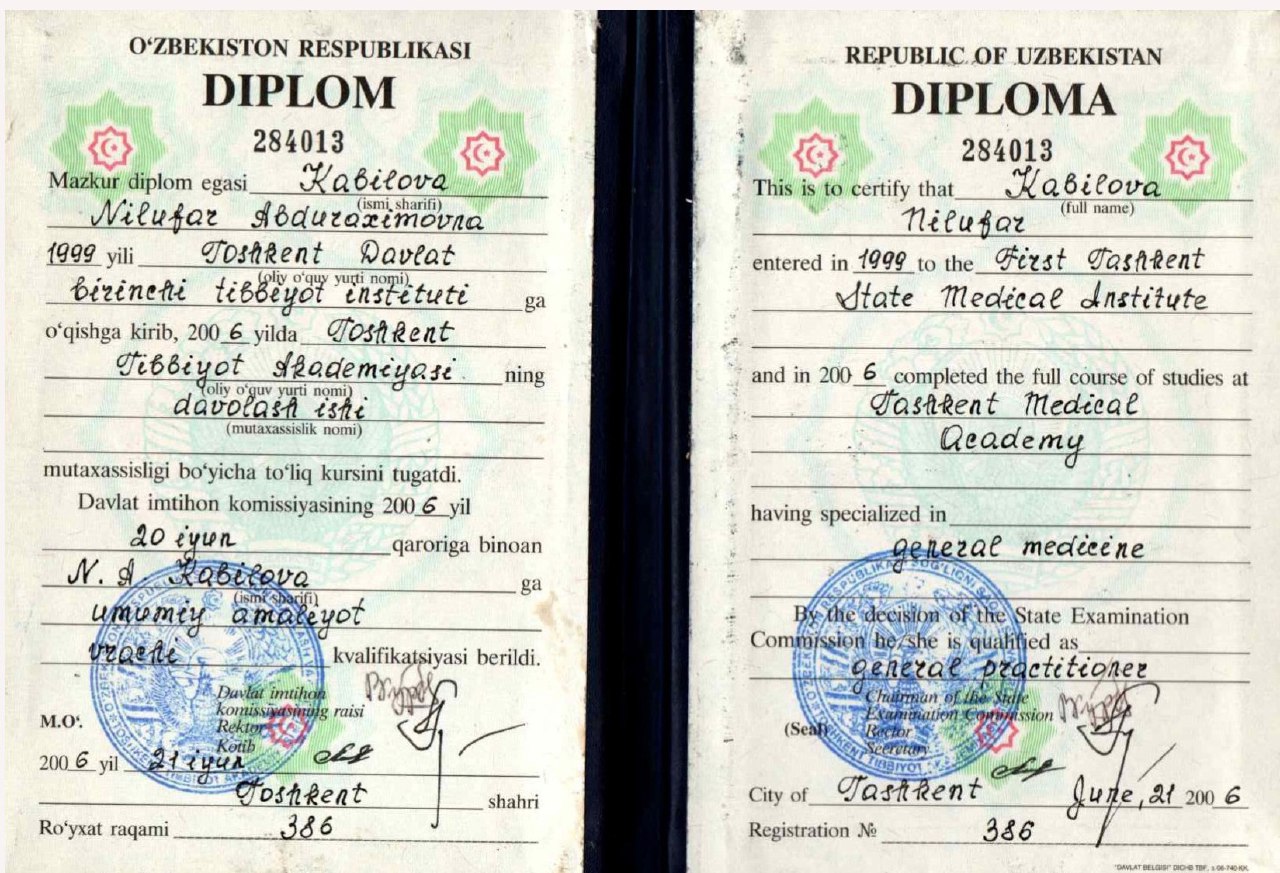 O‘ZBEKISTON RESPUBLIKASI
DIPLOM
284013
Mazkur diplom egasi Kabilova
(ismi sharifi)
Nilufar Abduraximovna
1999 yili Toshkent Davlat
(oliy o‘quv yurti nomi)
birinchi tibbiyot instituti ga
o‘qishga kirib, 2006 yilda Toshkent
Tibbiyot Akademiyasi ning
(oliy o‘quv yurti nomi)
davolash ishi
(mutaxassislik nomi)
mutaxassisligi bo‘yicha to‘liq kursini tugatdi.
Davlat imtihon komissiyasining 2006 yil
20 iyun qaroriga binoan
N. A. Kabilova ga
(ismi sharifi)
umumiy amaliyot
vrachi kvalifikatsiyasi berildi.
Davlat imtihon
komissiyasining raisi
M.O‘.
Rektor
Kotib
2006 yil 21 iyun
Toshkent shahri
Ro‘yxat raqami 386
REPUBLIC OF UZBEKISTAN
DIPLOMA
284013
This is to certify that Kabilova
(full name)
Nilufar
entered in 1999 to the First Tashkent
State Medical Institute
and in 2006 completed the full course of studies at
Tashkent Medical
Academy
having specialized in
general medicine
By the decision of the State Examination
Commission he/she is qualified as
general practitioner
Chairman of the State
Examination Commission
(Seal)
Rector
Secretary
City of Tashkent June, 21 2006
Registration № 386